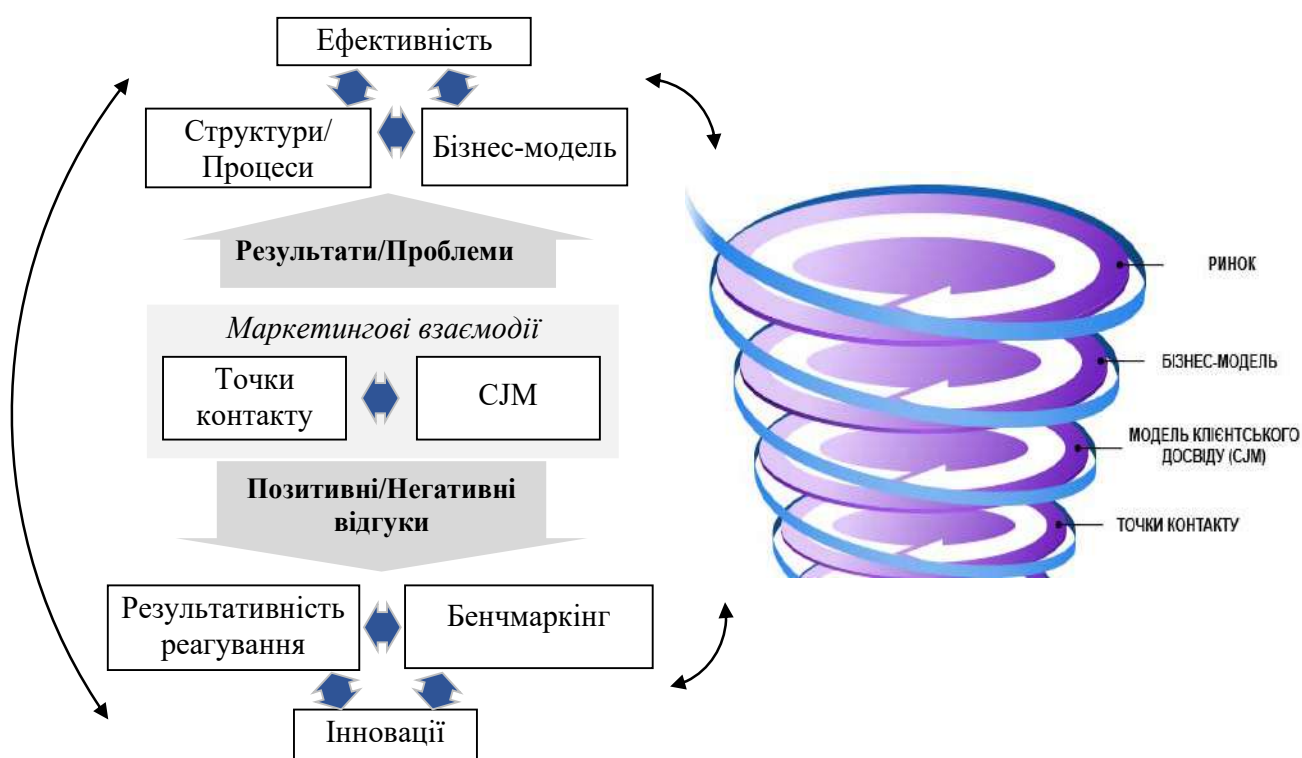 Ефективність
Структури/
Процеси
Бізнес-модель
Результати/Проблеми
Маркетингові взаємодії
Точки
контакту
CJM
Позитивні/Негативні
відгуки
Результативність
реагування
Бенчмаркінг
Інновації
РИНОК
БІЗНЕС-МОДЕЛЬ
МОДЕЛЬ КЛІЄНТСЬКОГО
ДОСВІДУ (CJM)
ТОЧКИ КОНТАКТУ